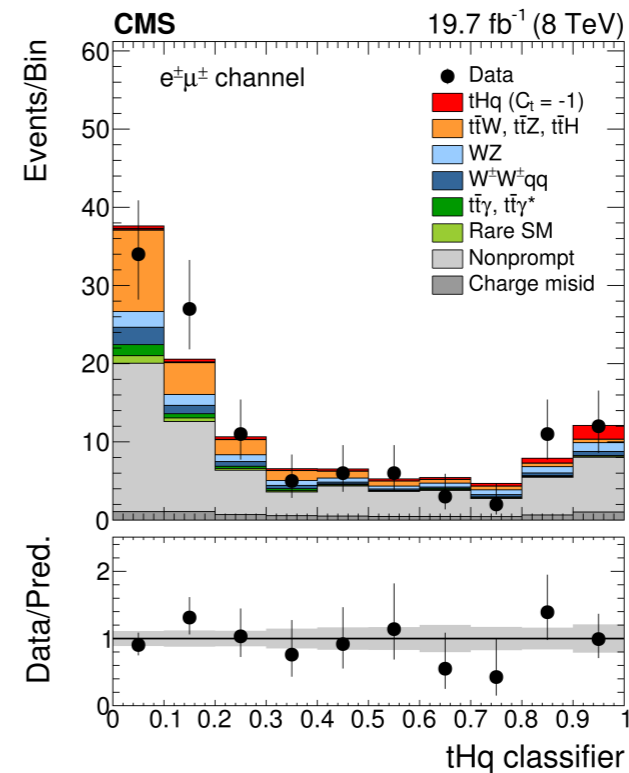 CMS 19.7 fb⁻¹ (8 TeV)
Events/Bin
e±μ± channel
Data
tHq (Cₜ = -1)
tt̄W, tt̄Z, tt̄H
WZ
W±W±qq
tt̄γ, tt̄γ*
Rare SM
Nonprompt
Charge misid
60
50
40
30
20
10
0
Data/Pred.
2
1
0
0 0.1 0.2 0.3 0.4 0.5 0.6 0.7 0.8 0.9 1
tHq classifier